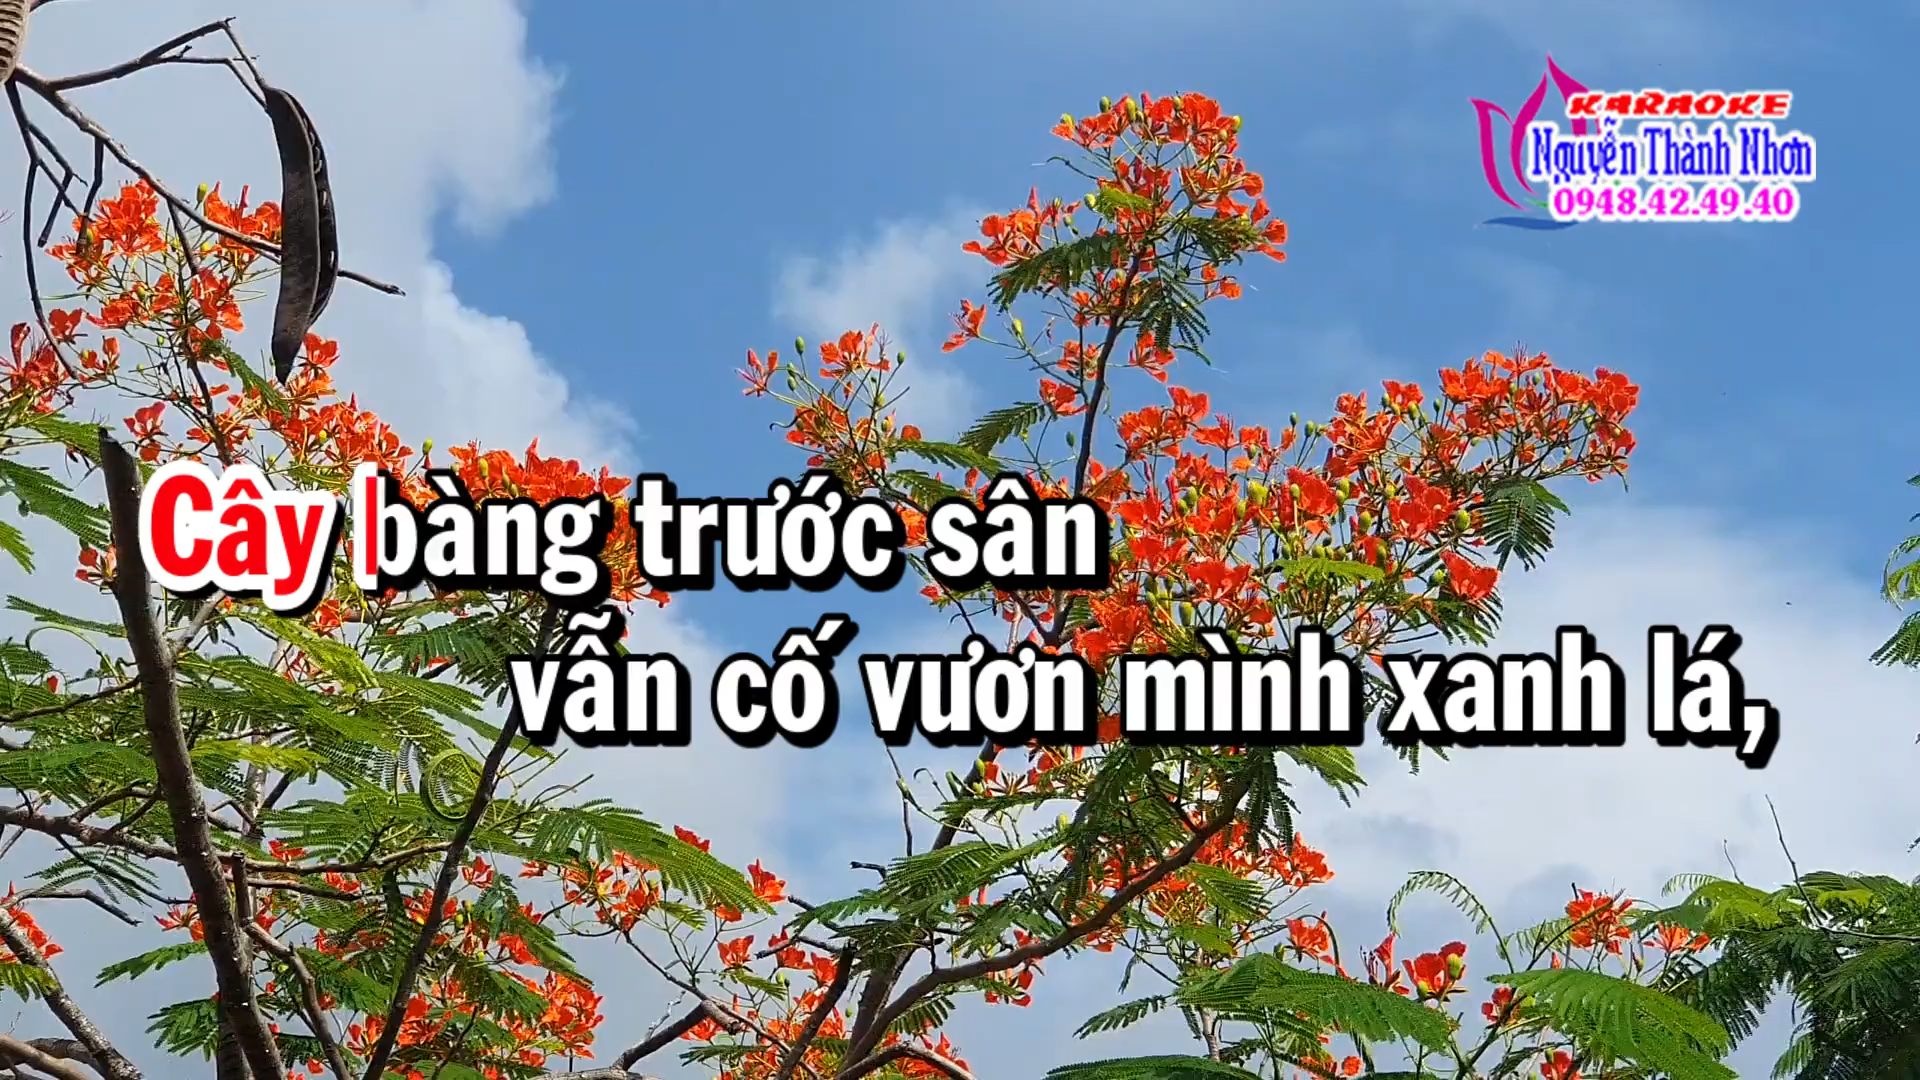 KARAOKE
Nguyễn Thành Nhơn
0948.42.49.40
Cây bàng trước sân
vẫn cố vươn mình xanh lá,